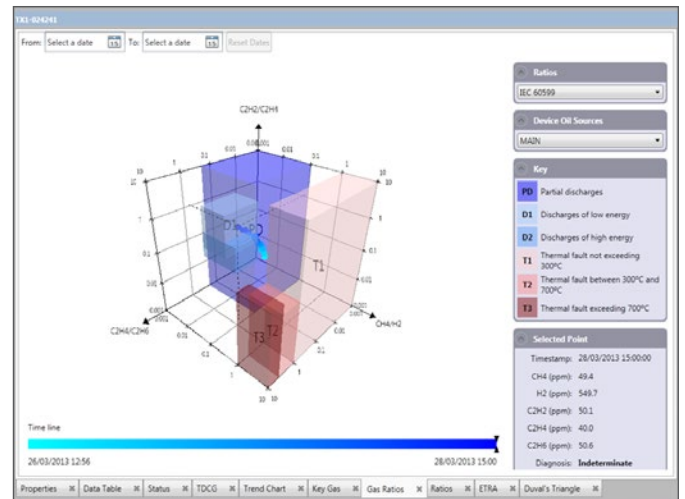 TX1-024241
From: Select a date 15 To: Select a date 15 Reset Dates
Ratios
IEC 60599
Device Oil Sources
MAIN
Key
PD Partial discharges
D1 Discharges of low energy
D2 Discharges of high energy
T1 Thermal fault not exceeding
300ºC
T2 Thermal fault between 300ºC and
700ºC
T3 Thermal fault exceeding 700ºC
Selected Point
Timestamp: 28/03/2013 15:00:00
CH4 (ppm): 49.4
H2 (ppm): 549.7
C2H2 (ppm): 50.1
C2H4 (ppm): 40.0
C2H6 (ppm): 50.6
Diagnosis: Indeterminate
C2H2/C2H4
D1 PD
T1
C2H4/C2H6
CH4/H2
T3 T2
10 10
Time line
26/03/2013 12:56 28/03/2013 15:00
Properties Data Table Status TDCG Trend Chart Key Gas Gas Ratios Ratios ETRA Duval's Triangle